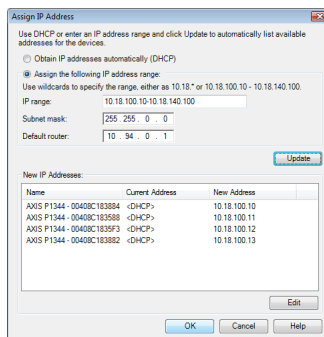 Assign IP Address
Use DHCP or enter an IP address range and click Update to automatically list available
addresses for the devices.
Obtain IP addresses automatically (DHCP)
Assign the following IP address range:
Use wildcards to specify the range, either as 10.18.* or 10.18.100.10 - 10.18.140.100
IP range: 10.18.100.10-10.18.140.100
Subnet mask: 255 . 255 . 0 . 0
Default router: 10 . 94 . 0 . 1
Update
New IP Addresses:
Name Current Address New Address
AXIS P1344 - 00408C183884 <DHCP> 10.18.100.10
AXIS P1344 - 00408C183588 <DHCP> 10.18.100.11
AXIS P1344 - 00408C1835F3 <DHCP> 10.18.100.12
AXIS P1344 - 00408C183882 <DHCP> 10.18.100.13
Edit
OK Cancel Help